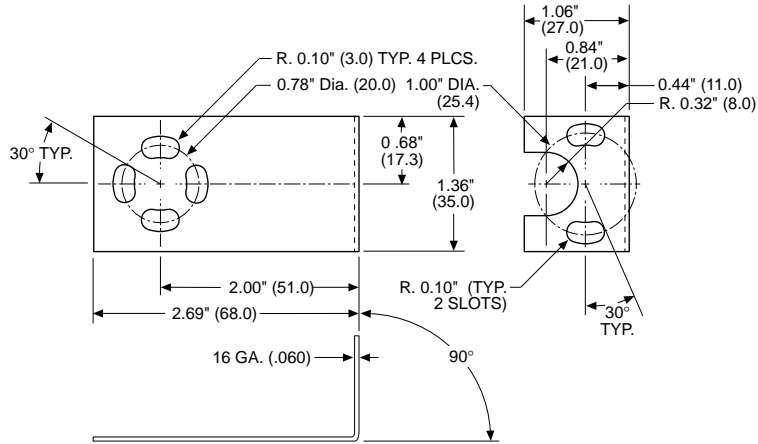 1.06"
(27.0)
0.84"
(21.0)
R. 0.10" (3.0) TYP. 4 PLCS.
0.78" Dia. (20.0)
1.00" DIA.
(25.4)
0.44" (11.0)
R. 0.32" (8.0)
30° TYP.
0 .68"
(17.3)
1.36"
(35.0)
2.00" (51.0)
2.69" (68.0)
R. 0.10" (TYP.
2 SLOTS)
30°
TYP.
16 GA. (.060)
90°